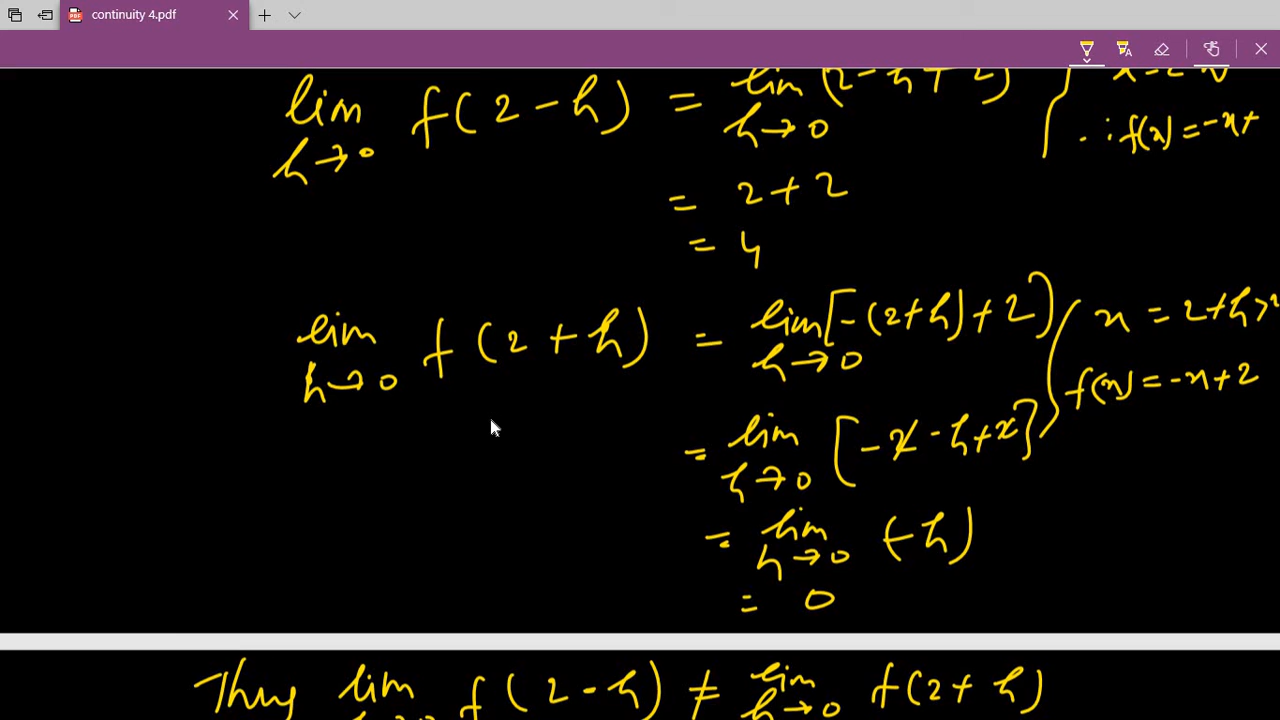 continuity 4.pdf
lim f(2-h) = lim (2-h+2)
h→0 h→0
∴ f(x) = -x+
= 2+2
= 4
lim f(2+h) = lim [-(2+h)+2] x = 2+h>2
h→0 h→0 f(x) = -x+2
= lim [-2-h+2]
h→0
= lim (-h)
h→0
= 0
Thus lim f(2-h) ≠ lim f(2+h)
h→0